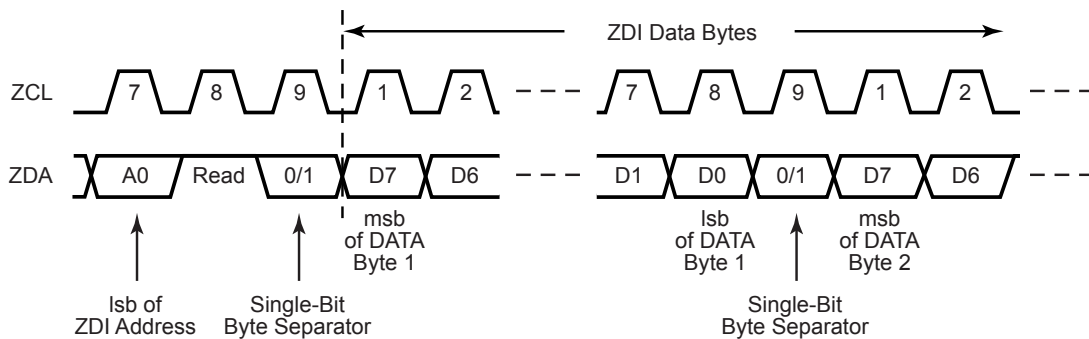 ZDI Data Bytes
ZCL 7 8 9 1 2 7 8 9 1 2
ZDA A0 Read 0/1 D7 D6 D1 D0 0/1 D7 D6
msb
of DATA
Byte 1
lsb
of DATA
Byte 1
msb
of DATA
Byte 2
lsb of
ZDI Address
Single-Bit
Byte Separator
Single-Bit
Byte Separator